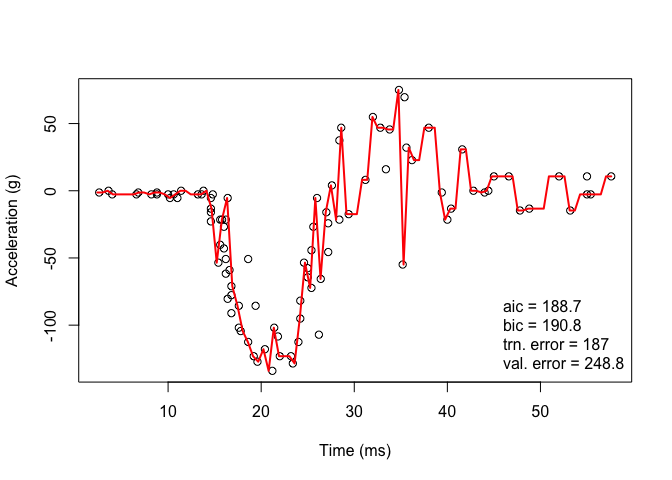 Acceleration (g)
50
0
-50
-100
aic = 188.7
bic = 190.8
trn. error = 187
val. error = 248.8
10 20 30 40 50
Time (ms)